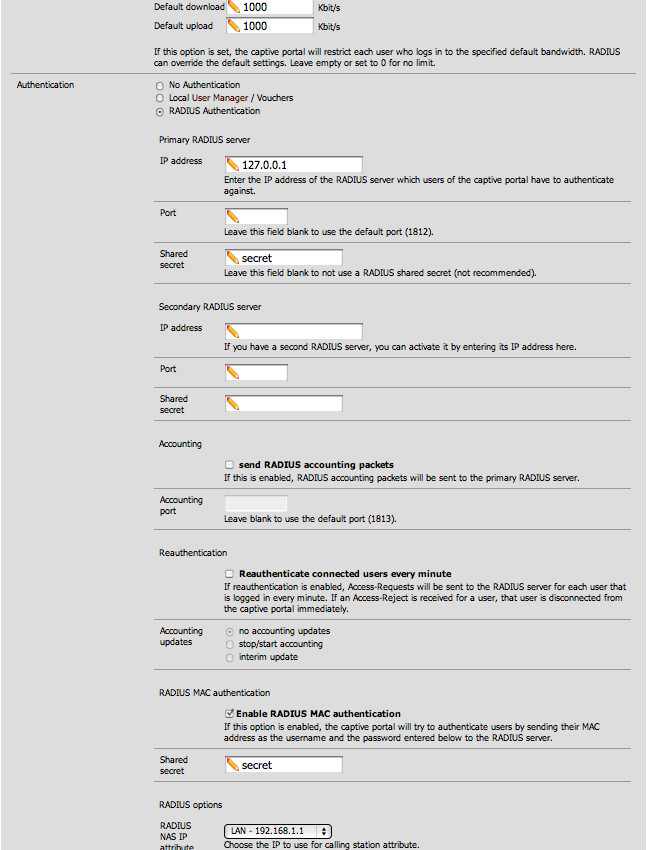 Default download 1000 Kbit/s
Default upload 1000 Kbit/s
If this option is set, the captive portal will restrict each user who logs in to the specified default bandwidth. RADIUS
can override the default settings. Leave empty or set to 0 for no limit.
Authentication
No Authentication
Local User Manager / Vouchers
RADIUS Authentication
Primary RADIUS server
IP address 127.0.0.1
Enter the IP address of the RADIUS server which users of the captive portal have to authenticate
against.
Port
Leave this field blank to use the default port (1812).
Shared
secret
secret
Leave this field blank to not use a RADIUS shared secret (not recommended).
Secondary RADIUS server
IP address
If you have a second RADIUS server, you can activate it by entering its IP address here.
Port
Shared
secret
Accounting
send RADIUS accounting packets
If this is enabled, RADIUS accounting packets will be sent to the primary RADIUS server.
Accounting
port
Leave blank to use the default port (1813).
Reauthentication
Reauthenticate connected users every minute
If reauthentication is enabled, Access-Requests will be sent to the RADIUS server for each user that
is logged in every minute. If an Access-Reject is received for a user, that user is disconnected from
the captive portal immediately.
Accounting
updates
no accounting updates
stop/start accounting
interim update
RADIUS MAC authentication
Enable RADIUS MAC authentication
If this option is enabled, the captive portal will try to authenticate users by sending their MAC
address as the username and the password entered below to the RADIUS server.
Shared
secret
secret
RADIUS options
RADIUS
NAS IP
attribute
LAN - 192.168.1.1
Choose the IP to use for calling station attribute.